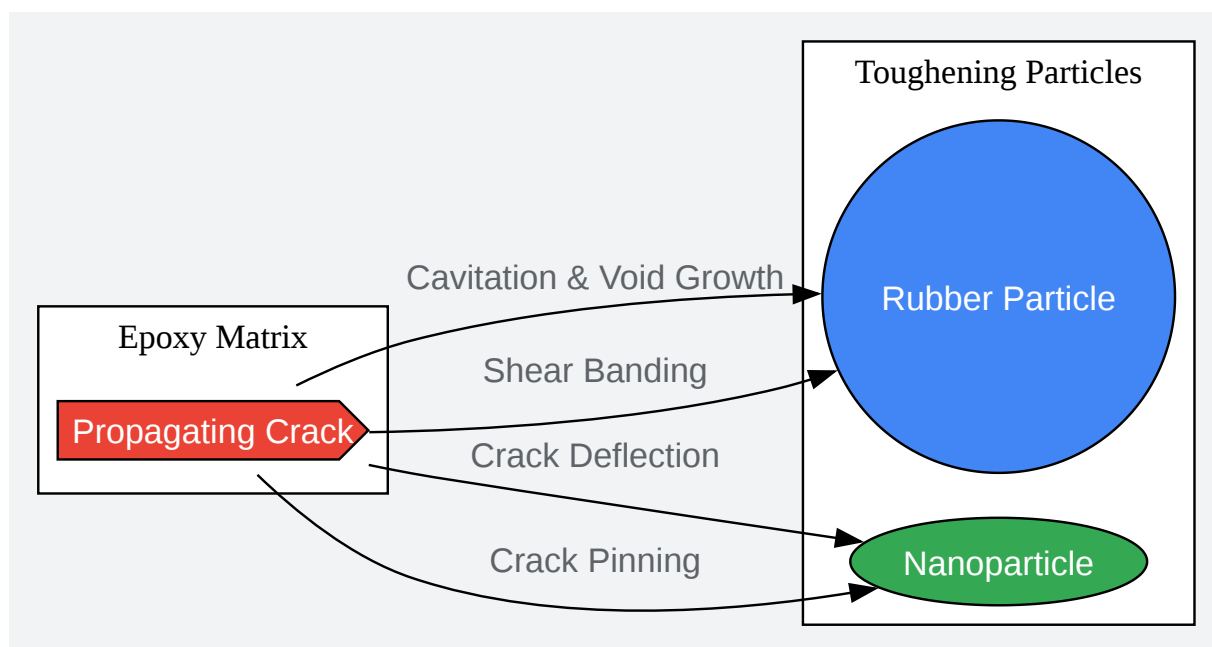 Toughening Particles
Cavitation & Void Growth
Rubber Particle
Epoxy Matrix
Shear Banding
Propagating Crack
Crack Deflection
Crack Pinning
Nanoparticle